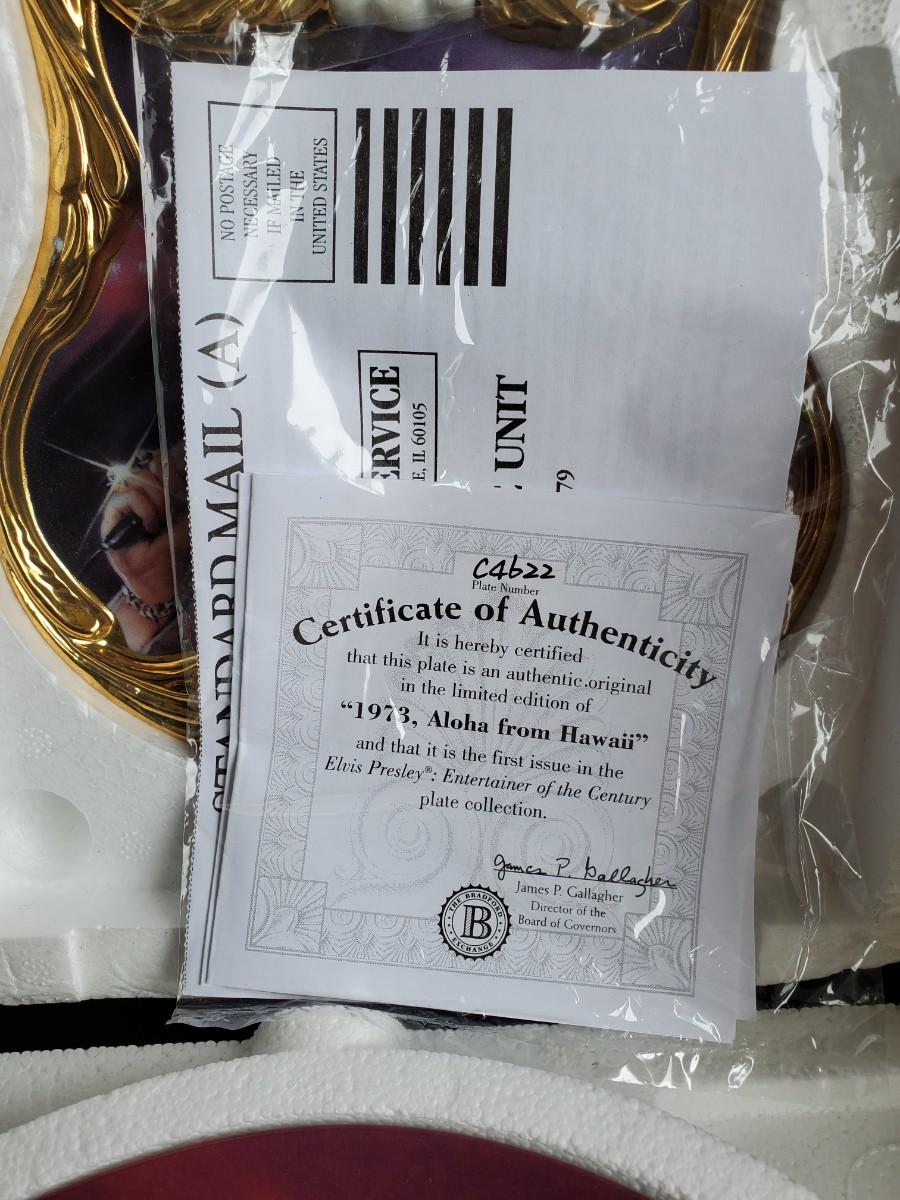 NO POSTAGE
NECESSARY
IF MAILED
IN THE
UNITED STATES
STANDARD MAIL (A)
ERVICE
E, IL 60105
UNIT
79
C4622
Plate Number
Certificate of Authenticity
It is hereby certified
that this plate is an authentic original
in the limited edition of
“1973, Aloha from Hawaii”
and that it is the first issue in the
Elvis Presley®: Entertainer of the Century
plate collection.
James P. Gallagher
James P. Gallagher
Director of the
Board of Governors
THE BRADFORD
B
EXCHANGE